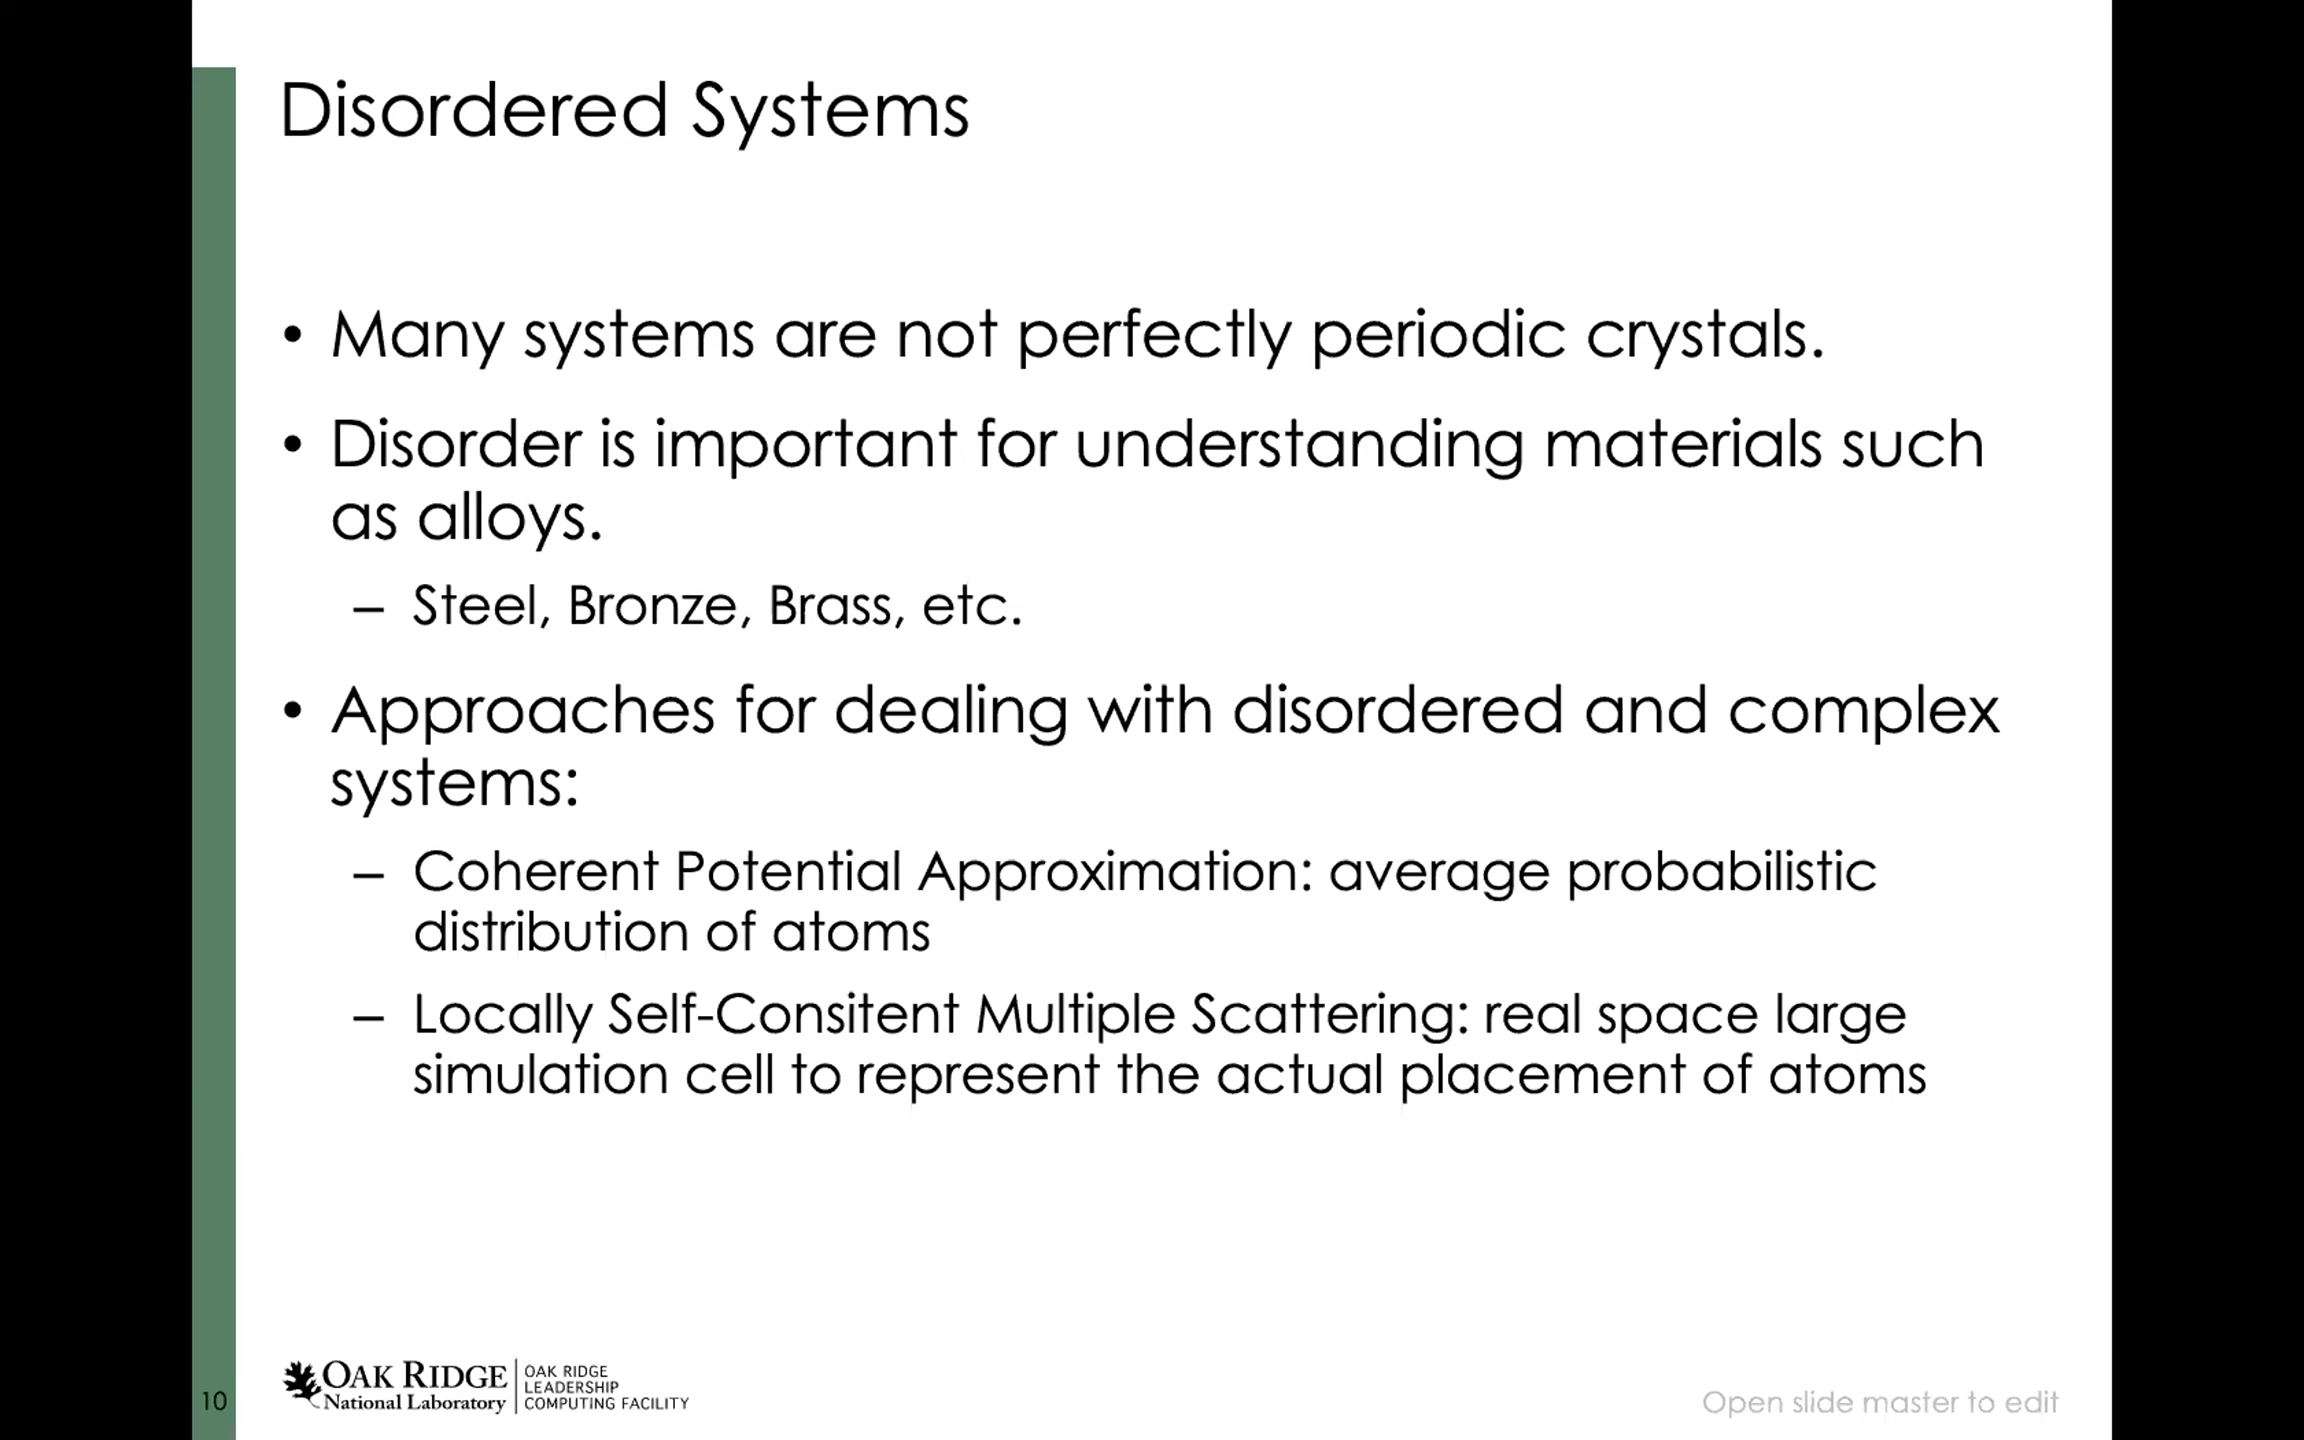 Disordered Systems
• Many systems are not perfectly periodic crystals.
• Disorder is important for understanding materials such
as alloys.
– Steel, Bronze, Brass, etc.
• Approaches for dealing with disordered and complex
systems:
– Coherent Potential Approximation: average probabilistic
distribution of atoms
– Locally Self-Consitent Multiple Scattering: real space large
simulation cell to represent the actual placement of atoms
10
OAK RIDGE
National Laboratory
OAK RIDGE
LEADERSHIP
COMPUTING FACILITY
Open slide master to edit